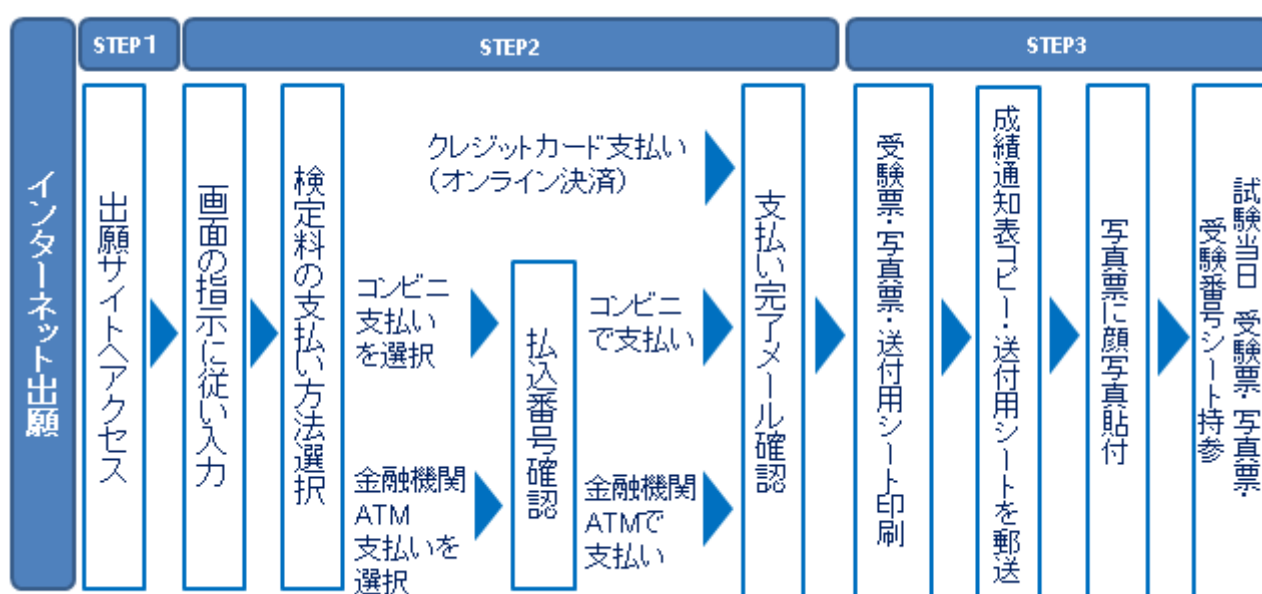 インターネット出願
STEP1
STEP2
STEP3
出願サイトへアクセス
画面の指示に従い入力
検定料の支払い方法選択
クレジットカード支払い
（オンライン決済）
コンビニ
支払い
を選択
金融機関
ATM
支払いを
選択
払込番号確認
コンビニ
で支払い
金融機関
ATMで
支払い
支払い完了メール確認
受験票・写真票・送付用シート印刷
成績通知表コピー・送付用シートを郵送
写真票に顔写真貼付
試験当日　受験票・写真票・
受験番号シート持参